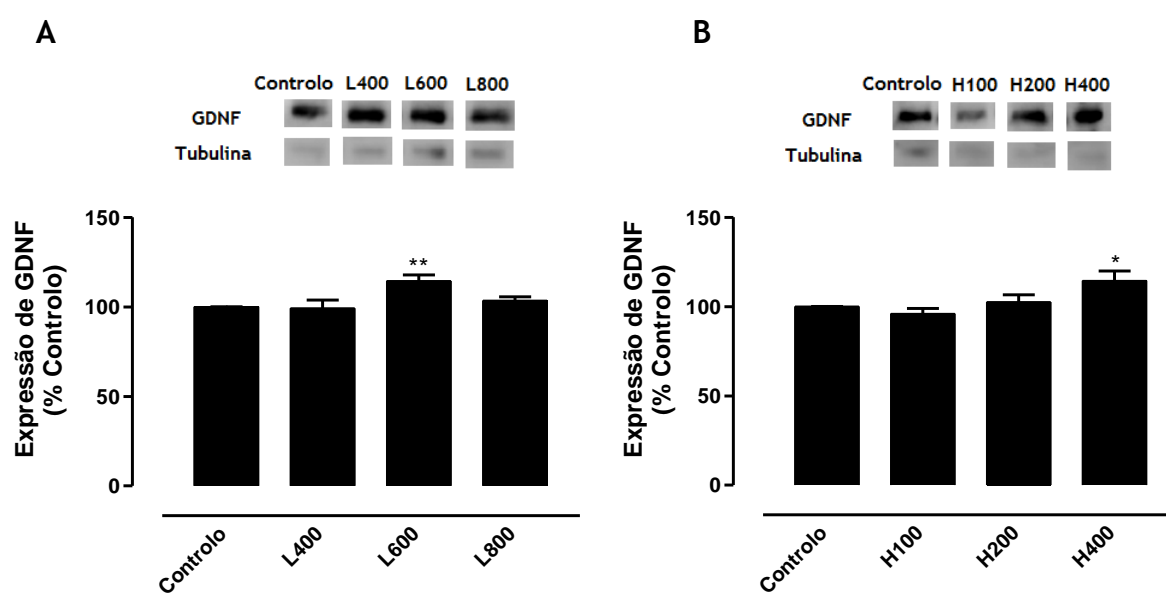 A
Controlo L400 L600 L800
GDNF
Tubulina
Expressão de GDNF
(% Controlo)
150
100
50
0
**
Controlo
L400
L600
L800
B
Controlo H100 H200 H400
GDNF
Tubulina
Expressão de GDNF
(% Controlo)
150
100
50
0
*
Controlo
H100
H200
H400